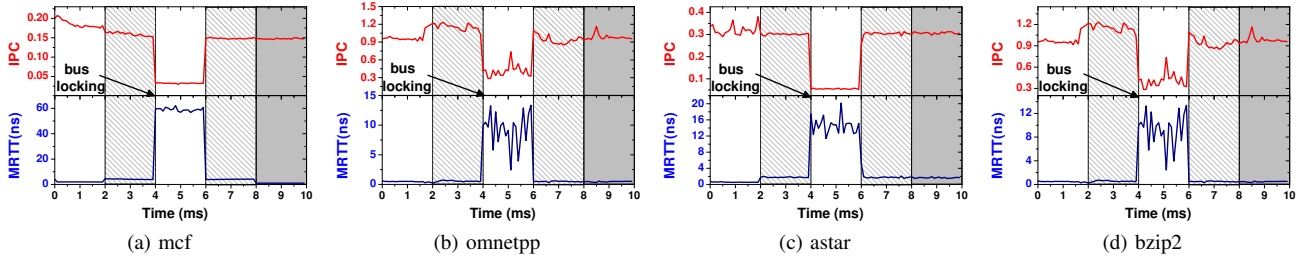 IPC
0.20
0.15
0.10
0.05
bus
locking
MRTT(ns)
60
40
20
0
0 1 2 3 4 5 6 7 8 9 10
Time (ms)
(a) mcf
IPC
1.5
1.2
0.9
0.6
0.3
bus
locking
MRTT(ns)
15
10
5
0
0 1 2 3 4 5 6 7 8 9 10
Time (ms)
(b) omnetpp
IPC
0.4
0.3
0.2
0.1
bus
locking
MRTT(ns)
20
16
12
8
4
0
0 1 2 3 4 5 6 7 8 9 10
Time (ms)
(c) astar
IPC
1.2
0.9
0.6
0.3
bus
locking
MRTT(ns)
12
9
6
3
0
0 1 2 3 4 5 6 7 8 9 10
Time (ms)
(d) bzip2